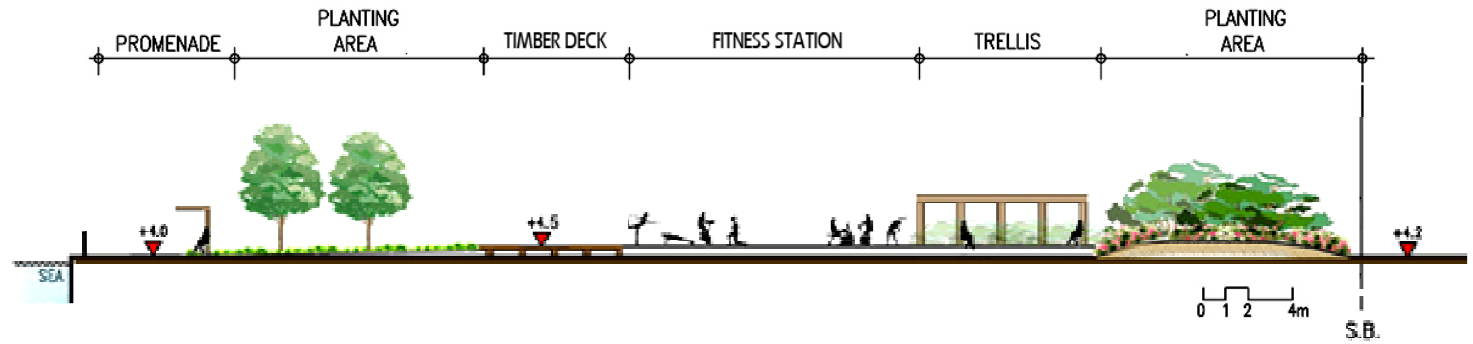 PROMENADE
PLANTING
AREA
TIMBER DECK
FITNESS STATION
TRELLIS
PLANTING
AREA
+4.0
+4.5
+4.2
SEA
0 1 2 4m
S.B.